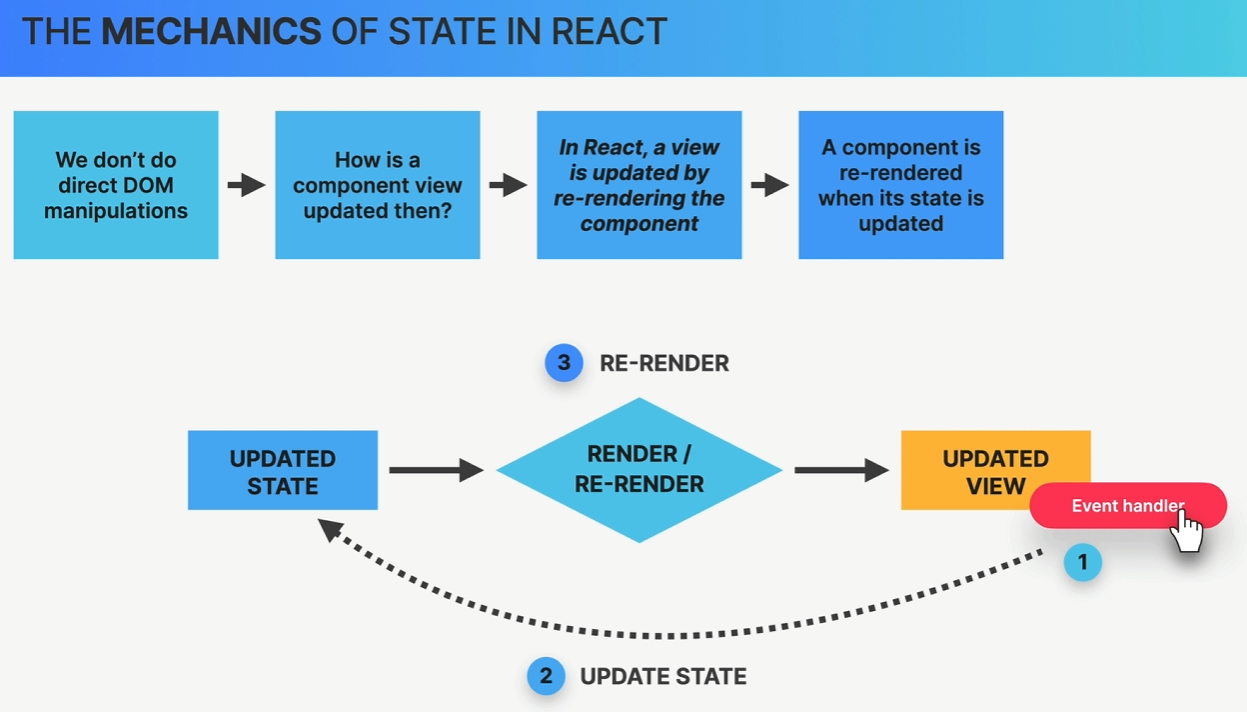 THE MECHANICS OF STATE IN REACT
We don’t do
direct DOM
manipulations
How is a
component view
updated then?
In React, a view
is updated by
re-rendering the
component
A component is
re-rendered
when its state is
updated
3 RE-RENDER
UPDATED
STATE
RENDER /
RE-RENDER
UPDATED
VIEW
Event handler
1
2 UPDATE STATE